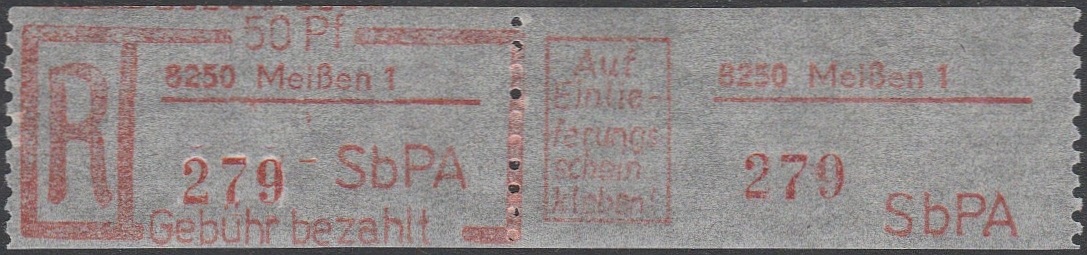 50 Pf
R
8250 Meißen 1
279 SbPA
Gebühr bezahlt
Auf
Einlie-
ferungs
schein
kleben!
8250 Meißen 1
279
SbPA